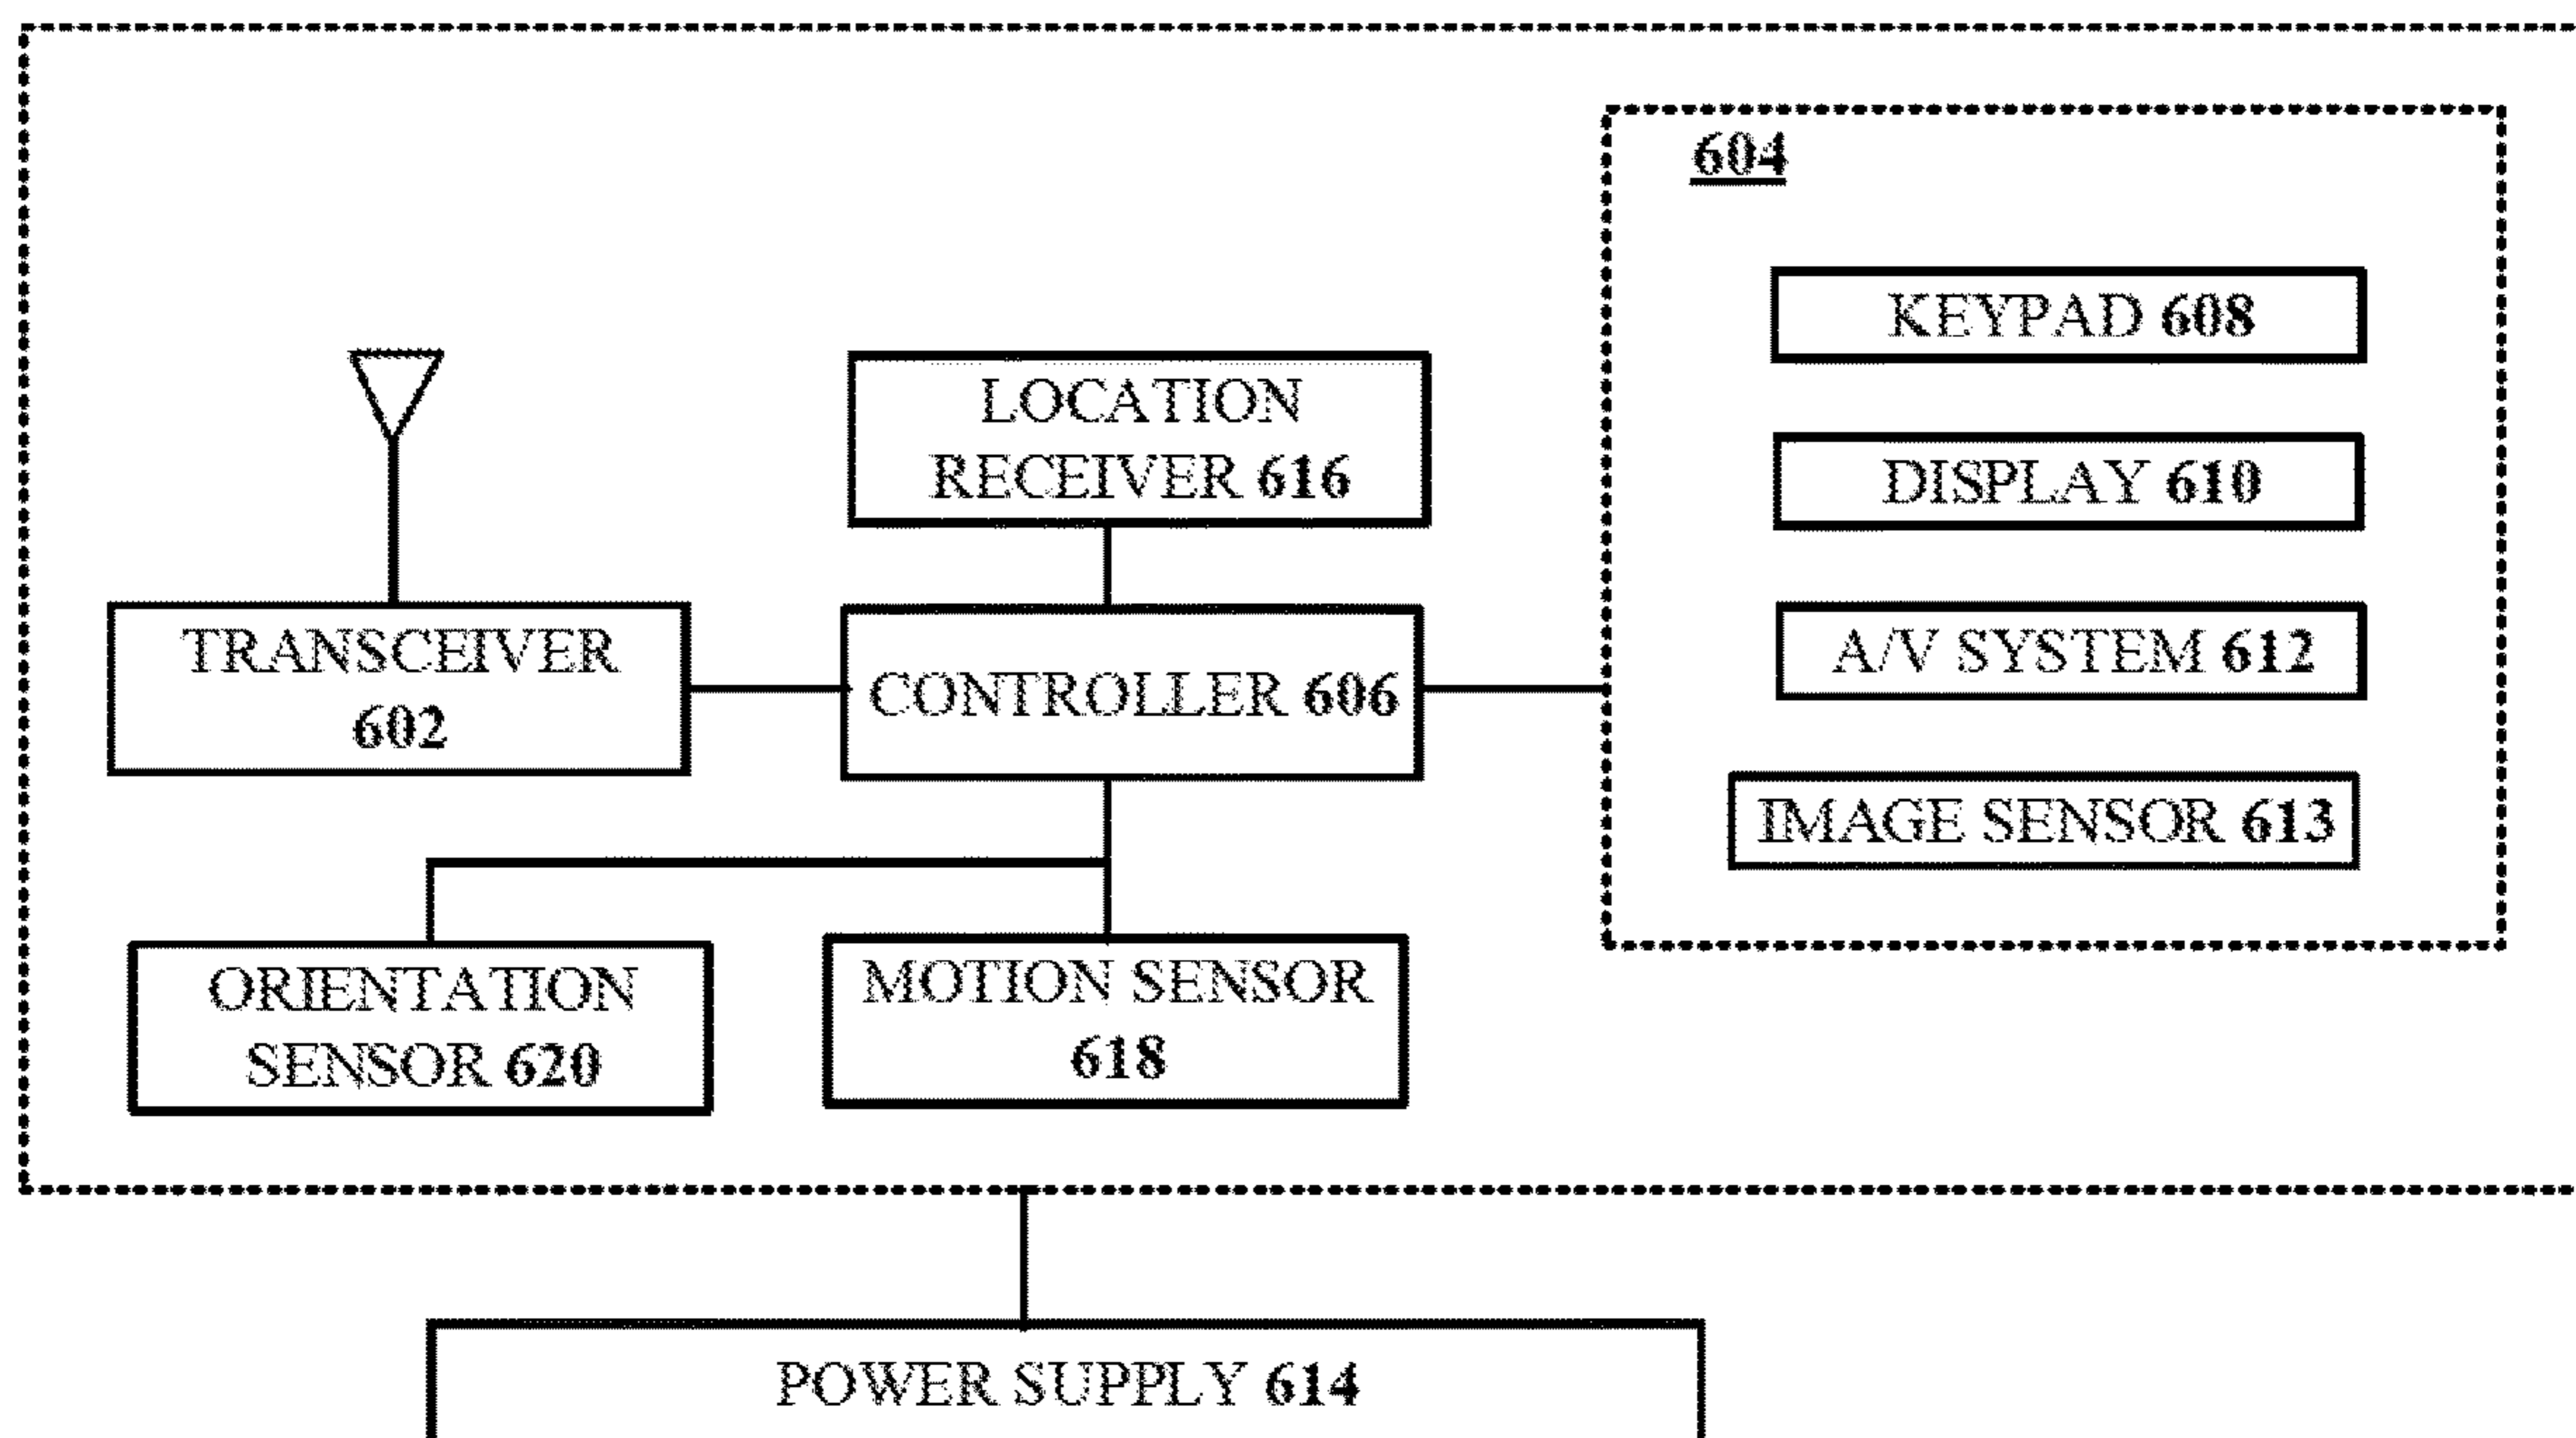 604
KEYPAD 608
LOCATION
RECEIVER 616
DISPLAY 610
TRANSCEIVER
602
CONTROLLER 606
A/V SYSTEM 612
IMAGE SENSOR 613
ORIENTATION
SENSOR 620
MOTION SENSOR
618
POWER SUPPLY 614